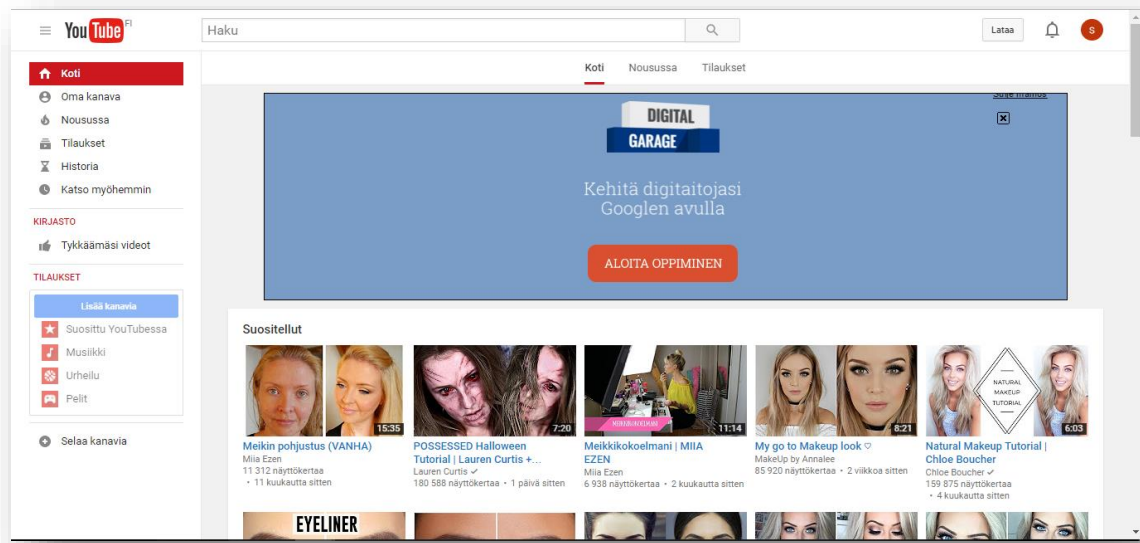 YouTube FI
Haku
Lataa
S
Koti
Oma kanava
Nousussa
Tilaukset
Historia
Katso myöhemmin
KIRJASTO
Tykkäämäsi videot
TILAUKSET
Lisää kanavia
Suosittu YouTubessa
Musiikki
Urheilu
Pelit
Selaa kanavia
Koti Nousussa Tilaukset
Sulje mainos
DIGITAL
GARAGE
Kehitä digitaitojasi
Googlen avulla
ALOITA OPPIMINEN
Suositellut
15:35
Meikin pohjustus (VANHA)
Miia Ezen
11 312 näyttökertaa
• 11 kuukautta sitten
7:20
POSSESSED Halloween
Tutorial | Lauren Curtis +...
Lauren Curtis
180 588 näyttökertaa • 1 päivä sitten
11:14
Meikkikokoelmani | MIIA
EZEN
Miia Ezen
6 938 näyttökertaa • 2 kuukautta sitten
8:21
My go to Makeup look ♡
MakeUp by Annalee
85 920 näyttökertaa • 2 viikkoa sitten
NATURAL
MAKEUP
TUTORIAL
6:03
Natural Makeup Tutorial |
Chloe Boucher
Chloe Boucher
159 875 näyttökertaa
• 4 kuukautta sitten
EYELINER